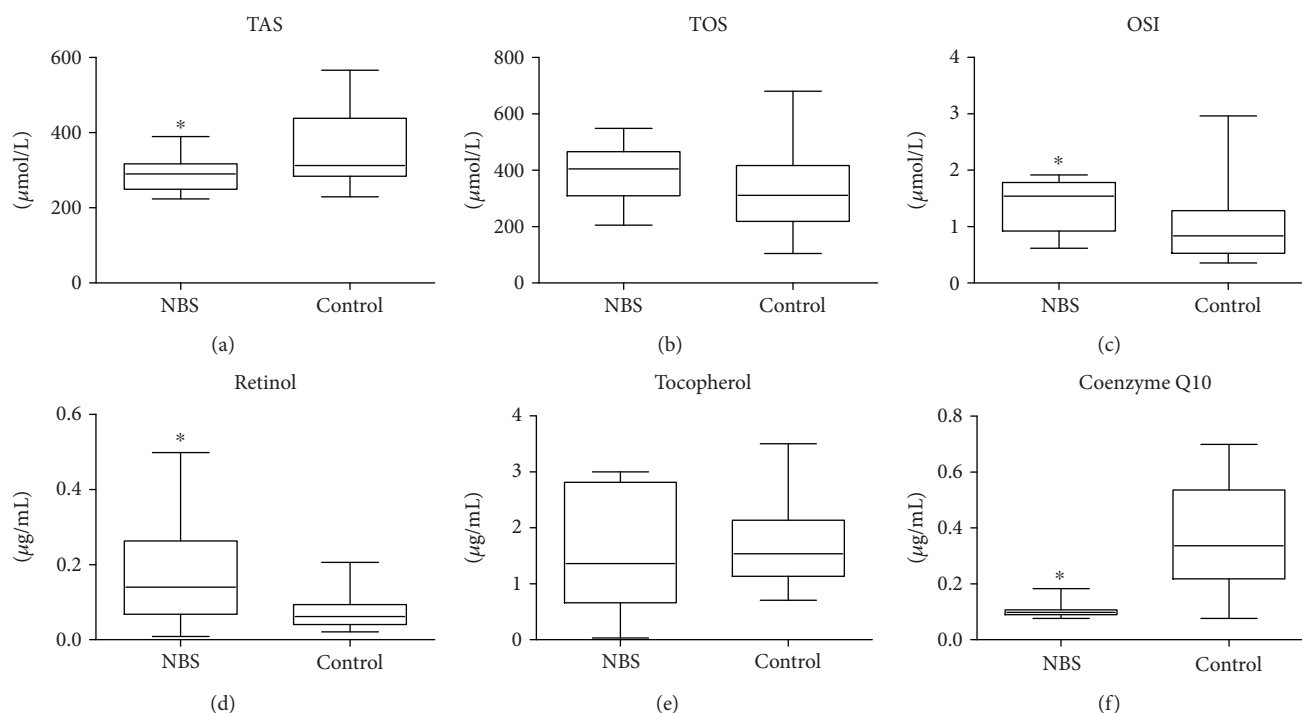 TAS
600
400
200
0
(µmol/L)
*
NBS
Control
(a)
TOS
800
600
400
200
0
(µmol/L)
NBS
Control
(b)
OSI
4
3
2
1
0
(µmol/L)
*
NBS
Control
(c)
Retinol
0.6
0.4
0.2
0.0
(µg/mL)
*
NBS
Control
(d)
Tocopherol
4
3
2
1
0
(µg/mL)
NBS
Control
(e)
Coenzyme Q10
0.8
0.6
0.4
0.2
0.0
(µg/mL)
*
NBS
Control
(f)